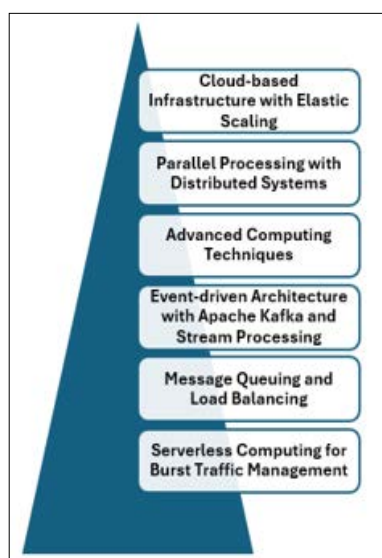 Cloud-based
Infrastructure with Elastic
Scaling
Parallel Processing with
Distributed Systems
Advanced Computing
Techniques
Event-driven Architecture
with Apache Kafka and
Stream Processing
Message Queuing and
Load Balancing
Serverless Computing for
Burst Traffic Management